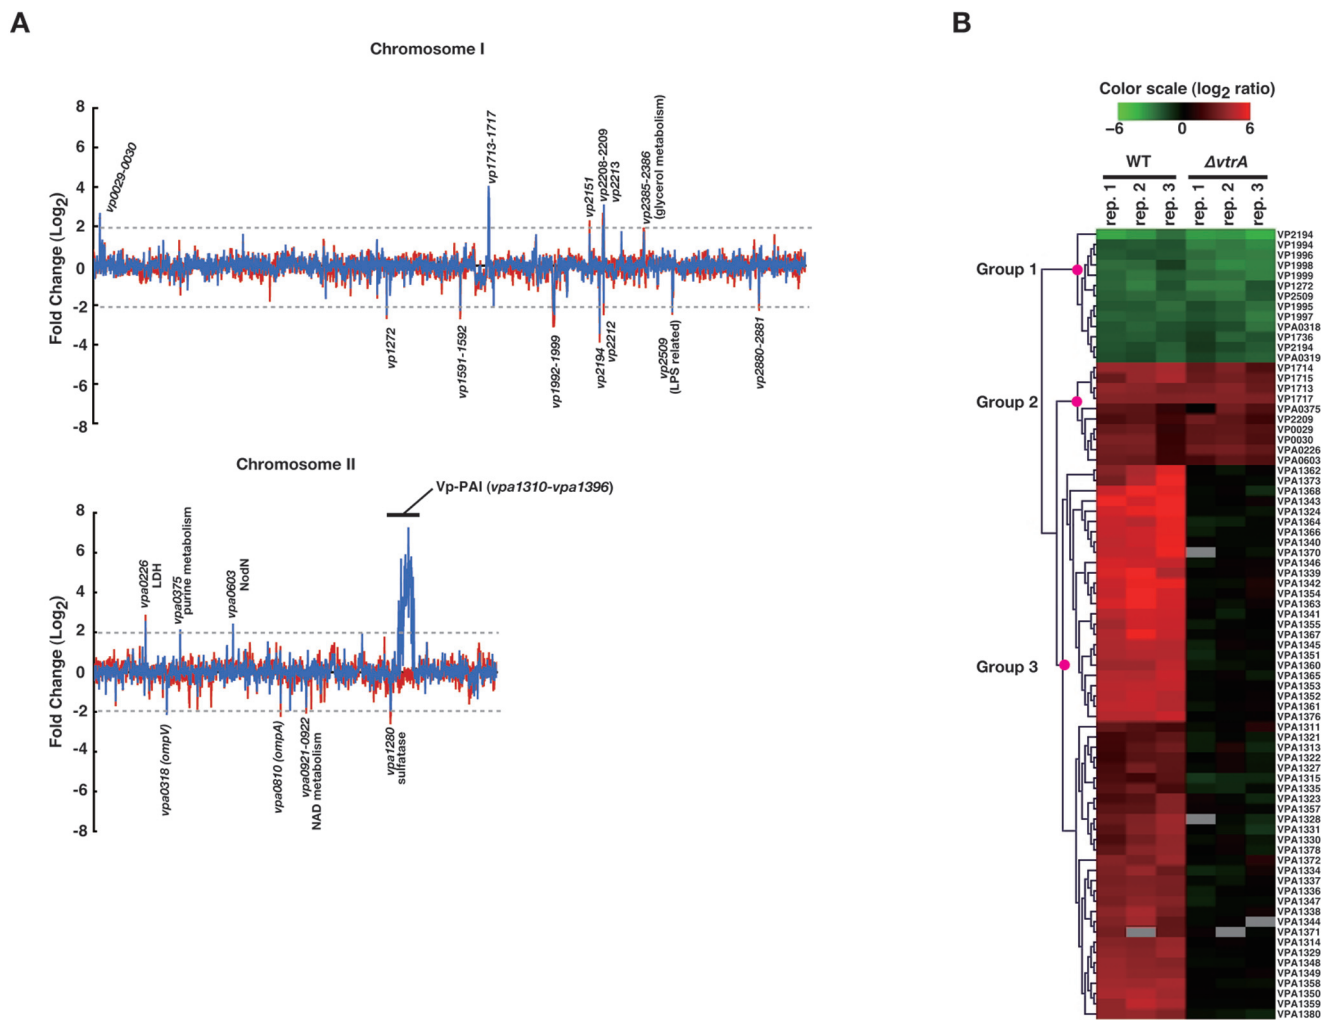 A
Chromosome I
8
6
4
2
0
-2
-4
-6
-8
Fold Change (Log2)
vp0029-0030
vp1713-1717
vp2151
vp2208-2209
vp2213
vp2385-2386
(glycerol metabolism)
vp1272
vp1591-1592
vp1992-1999
vp2194
vp2212
vp2509
(LPS related)
vp2880-2881
Chromosome II
Vp-PAI (vpa1310-vpa1396)
8
6
4
2
0
-2
-4
-6
-8
Fold Change (Log2)
vpa0226
LDH
vpa0375
purine metabolism
vpa0603
NodN
vpa0318 (ompV)
vpa0810 (ompA)
vpa0921-0922
NAD metabolism
vpa1280
sulfatase
B
Color scale (log2 ratio)
−6 0 6
WT ΔvtrA
rep. 1 rep. 2 rep. 3 rep. 1 rep. 2 rep. 3
Group 1
Group 2
Group 3
VP2194
VP1994
VP1996
VP1998
VP1999
VP1272
VP2509
VP1995
VP1997
VPA0318
VP1736
VP2194
VPA0319
VP1714
VP1715
VP1713
VP1717
VPA0375
VP2209
VP0029
VP0030
VPA0226
VPA0603
VPA1362
VPA1373
VPA1368
VPA1343
VPA1324
VPA1364
VPA1366
VPA1340
VPA1370
VPA1346
VPA1339
VPA1342
VPA1354
VPA1363
VPA1341
VPA1355
VPA1367
VPA1345
VPA1351
VPA1360
VPA1365
VPA1353
VPA1352
VPA1361
VPA1376
VPA1311
VPA1321
VPA1313
VPA1322
VPA1327
VPA1315
VPA1335
VPA1323
VPA1357
VPA1328
VPA1331
VPA1330
VPA1378
VPA1372
VPA1334
VPA1337
VPA1336
VPA1347
VPA1338
VPA1344
VPA1371
VPA1314
VPA1329
VPA1348
VPA1349
VPA1358
VPA1350
VPA1359
VPA1380